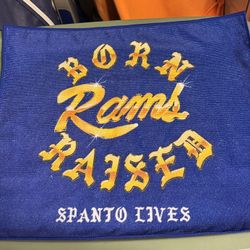 BORN
Rams
RAISED
SPANTO LIVES